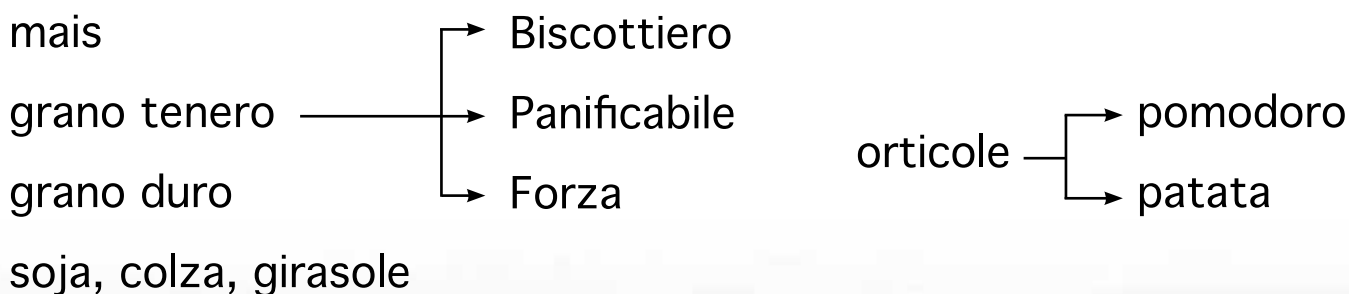 mais
grano tenero
grano duro
soja, colza, girasole
Biscottiero
Panificabile
Forza
orticole
pomodoro
patata